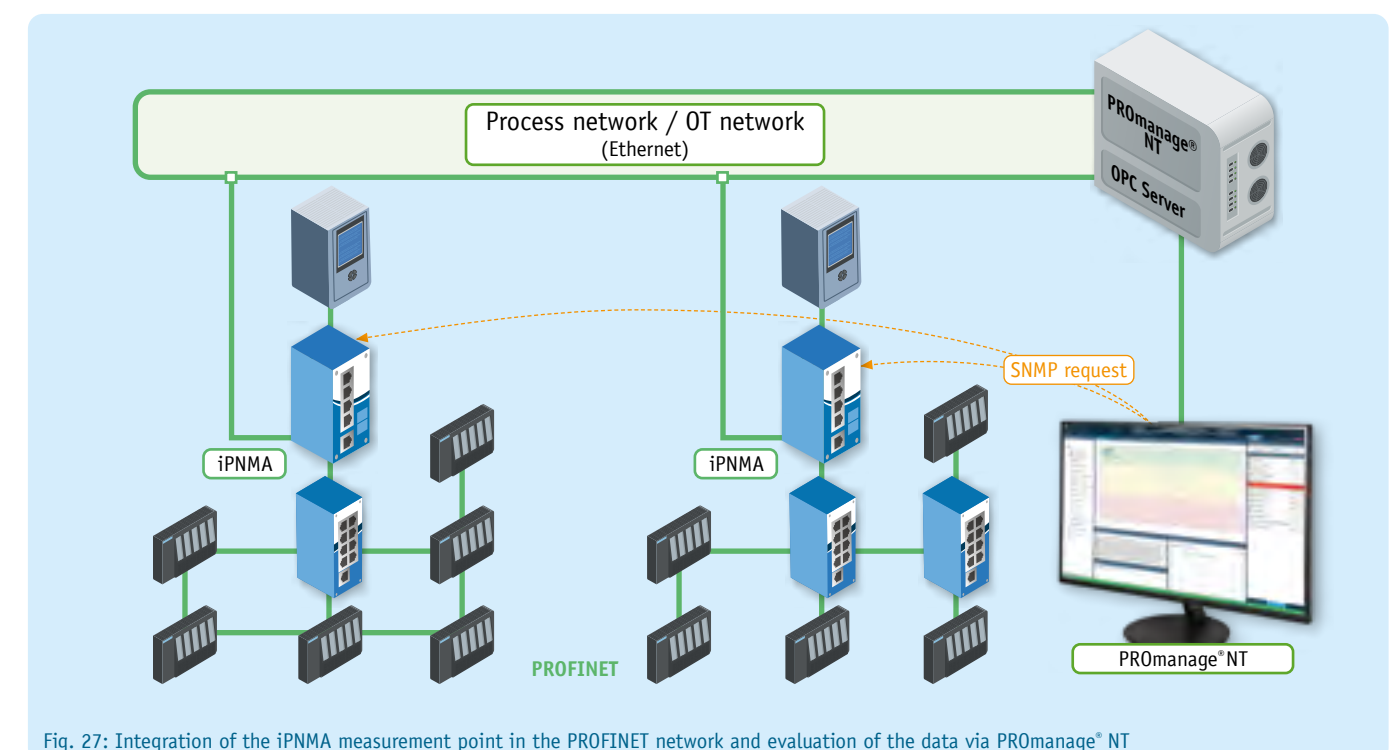 Process network / OT network
(Ethernet)
PROmanage®
NT
OPC Server
SNMP request
iPNMA
iPNMA
PROFINET
PROmanage® NT
Fig. 27: Integration of the iPNMA measurement point in the PROFINET network and evaluation of the data via PROmanage® NT